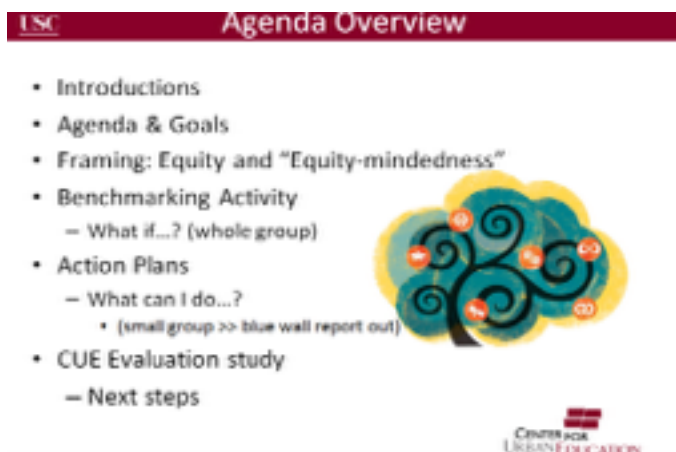 USC
Agenda Overview
• Introductions
• Agenda & Goals
• Framing: Equity and “Equity-mindedness”
• Benchmarking Activity
– What if...? (whole group)
• Action Plans
– What can I do...?
• (small group >> blue wall report out)
• CUE Evaluation study
– Next steps
CENTER FOR
URBAN EDUCATION